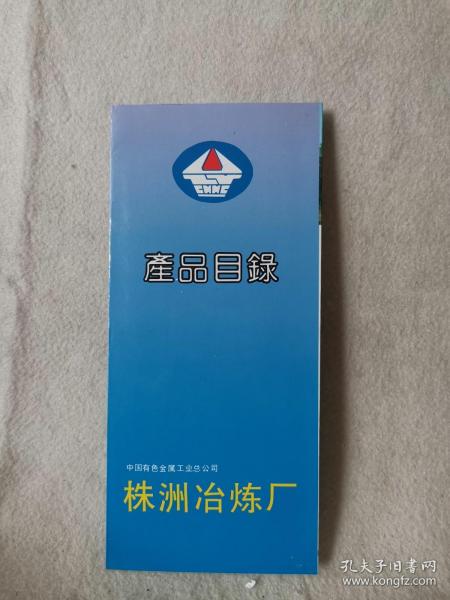 CNNC
產品目錄
中国有色金属工业总公司
株洲冶炼厂
孔夫子旧书网
www.kongfz.com